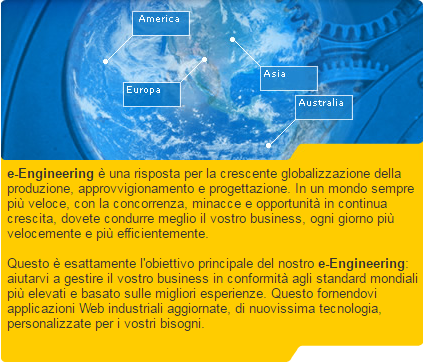 America
Asia
Europa
Australia
e-Engineering è una risposta per la crescente globalizzazione della
produzione, approvvigionamento e progettazione. In un mondo sempre
più veloce, con la concorrenza, minacce e opportunità in continua
crescita, dovete condurre meglio il vostro business, ogni giorno più
velocemente e più efficientemente.
Questo è esattamente l'obiettivo principale del nostro e-Engineering:
aiutarvi a gestire il vostro business in conformità agli standard mondiali
più elevati e basato sulle migliori esperienze. Questo fornendovi
applicazioni Web industriali aggiornate, di nuovissima tecnologia,
personalizzate per i vostri bisogni.